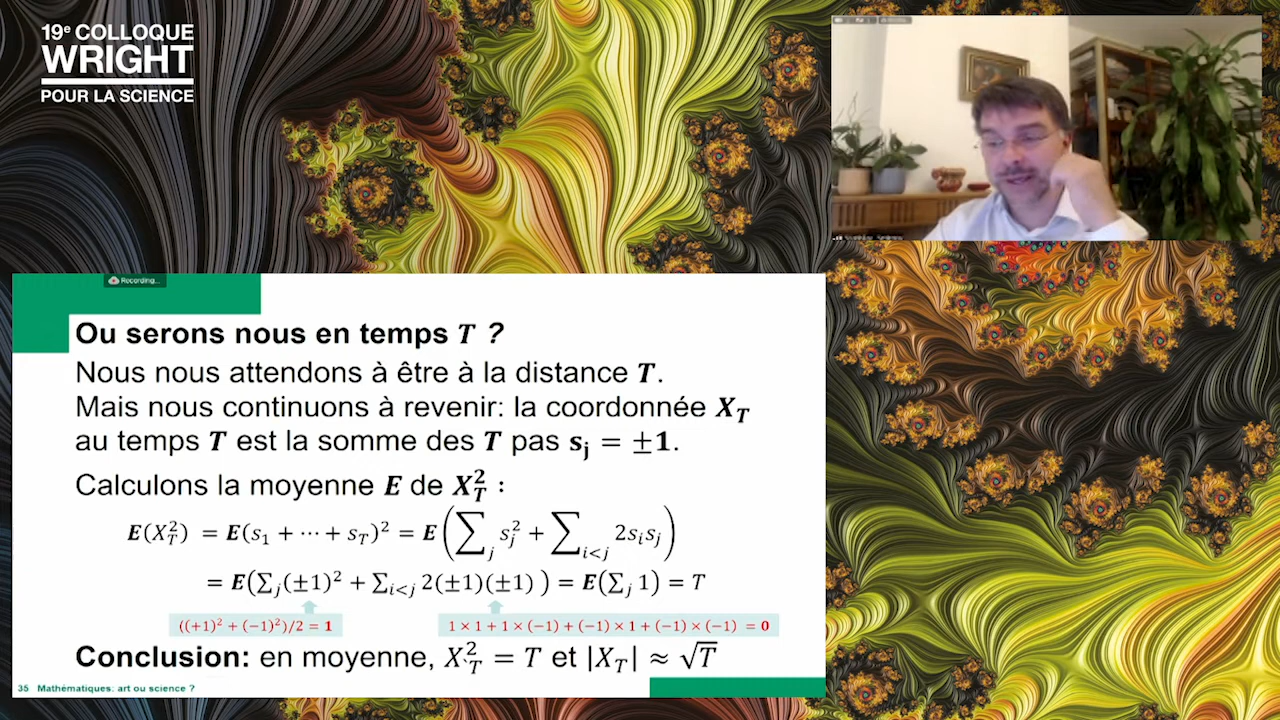 19e COLLOQUE
WRIGHT
POUR LA SCIENCE
Recording...
Ou serons nous en temps T ?
Nous nous attendons à être à la distance T.
Mais nous continuons à revenir: la coordonnée X_T
au temps T est la somme des T pas s_j = ±1.
Calculons la moyenne E de X_T^2 :
E(X_T^2) = E(s_1 + ⋯ + s_T)^2 = E(∑_j s_j^2 + ∑_{i<j} 2s_i s_j)
= E(∑_j(±1)^2 + ∑_{i<j} 2(±1)(±1) ) = E(∑_j 1) = T
((+1)^2 + (−1)^2)/2 = 1
1 × 1 + 1 × (−1) + (−1) × 1 + (−1) × (−1) = 0
Conclusion: en moyenne, X_T^2 = T et |X_T| ≈ √T
35 Mathématiques: art ou science ?